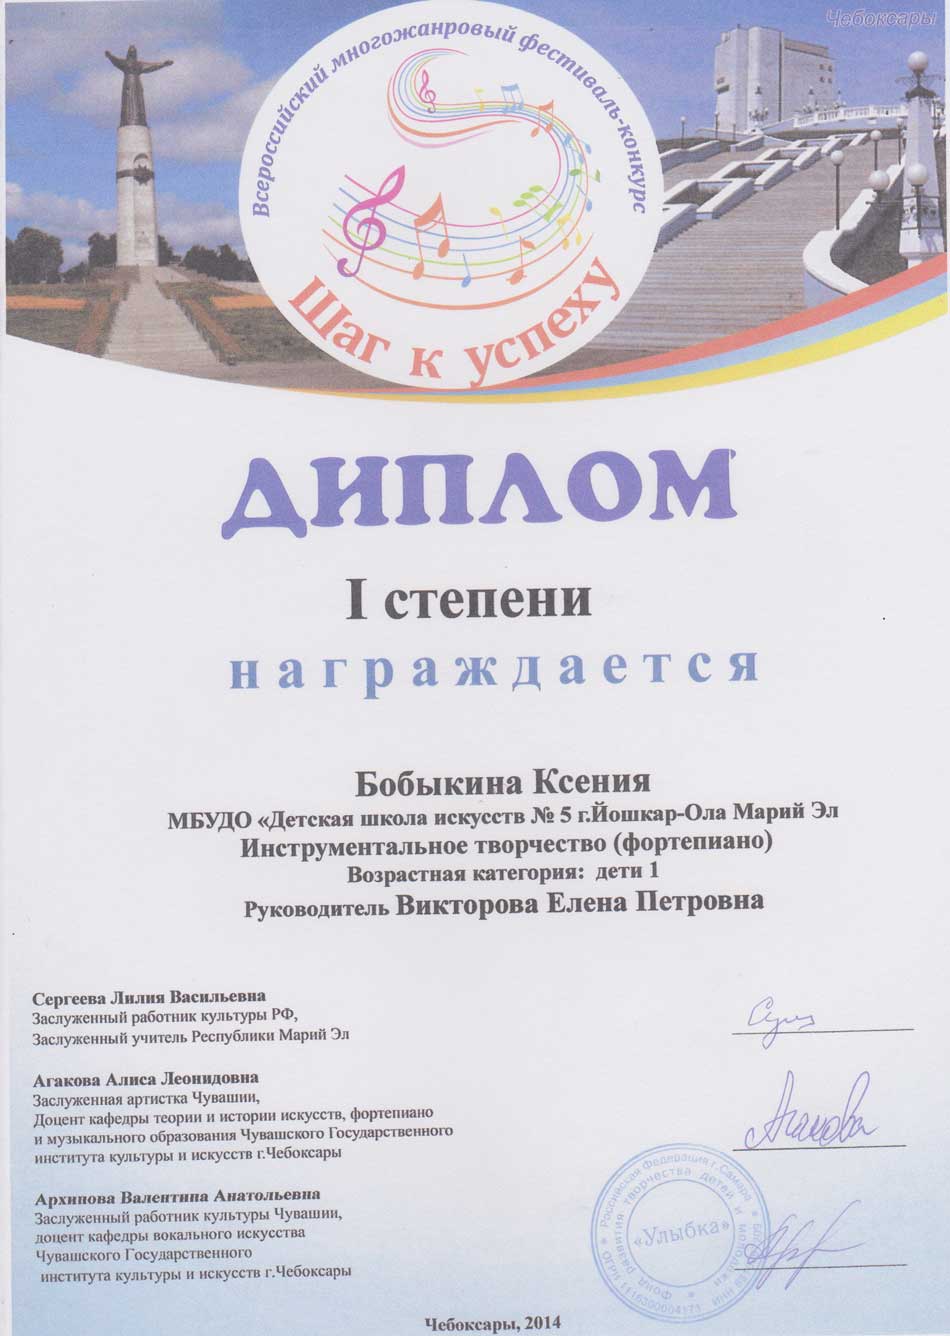 Чебоксары
Всероссийский многожанровый фестиваль-конкурс
Шаг к успеху
ДИПЛОМ
I степени
награждается
Бобыкина Ксения
МБУДО «Детская школа искусств № 5 г.Йошкар-Ола Марий Эл
Инструментальное творчество (фортепиано)
Возрастная категория: дети 1
Руководитель Викторова Елена Петровна
Сергеева Лилия Васильевна
Заслуженный работник культуры РФ,
Заслуженный учитель Республики Марий Эл
Агакова Алиса Леонидовна
Заслуженная артистка Чувашии,
Доцент кафедры теории и истории искусств, фортепиано
и музыкального образования Чувашского Государственного
института культуры и искусств г.Чебоксары
Агакова
Архипова Валентина Анатольевна
Заслуженный работник культуры Чувашии,
доцент кафедры вокального искусства
Чувашского Государственного
института культуры и искусств г.Чебоксары
Российская Федерация г.Самара
Фонд развития творчества детей и молодежи
«Улыбка»
Чебоксары, 2014